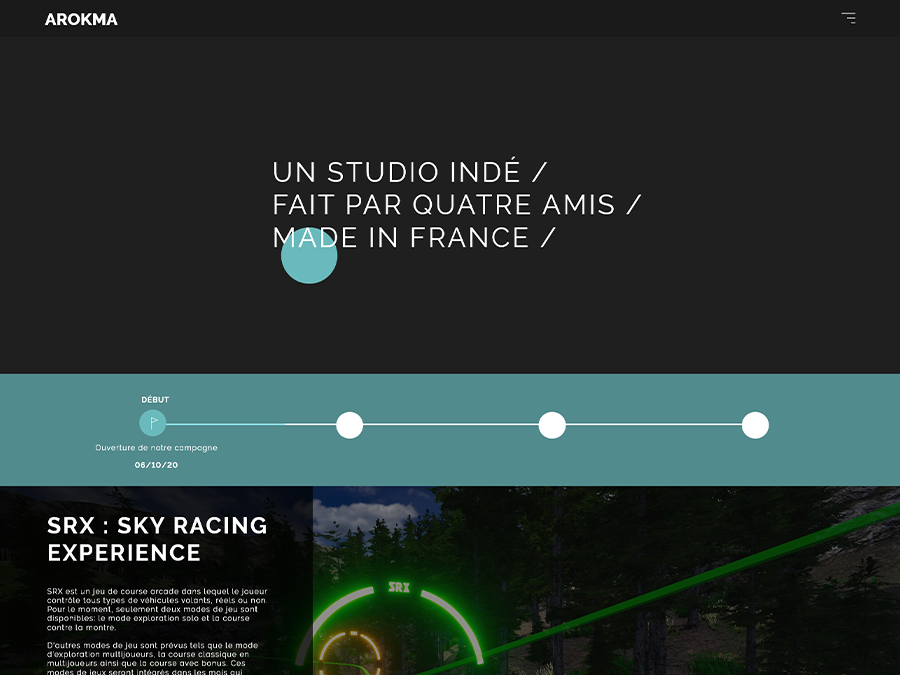 AROKMA
UN STUDIO INDÉ /
FAIT PAR QUATRE AMIS /
MADE IN FRANCE /
DÉBUT
Ouverture de notre campagne
06/10/20
SRX : SKY RACING
EXPERIENCE
SRX est un jeu de course arcade dans lequel le joueur
contrôle tous types de véhicules volants, réels ou non.
Pour le moment, seulement deux modes de jeu sont
disponibles: le mode exploration solo et la course
contre la montre.
D'autres modes de jeu sont prévus tels que le mode
d'exploration multijoueurs, la course classique en
multijoueurs ainsi que la course avec bonus. Ces
modes de jeux seront intégrés dans les mois qui
SRX
SRX